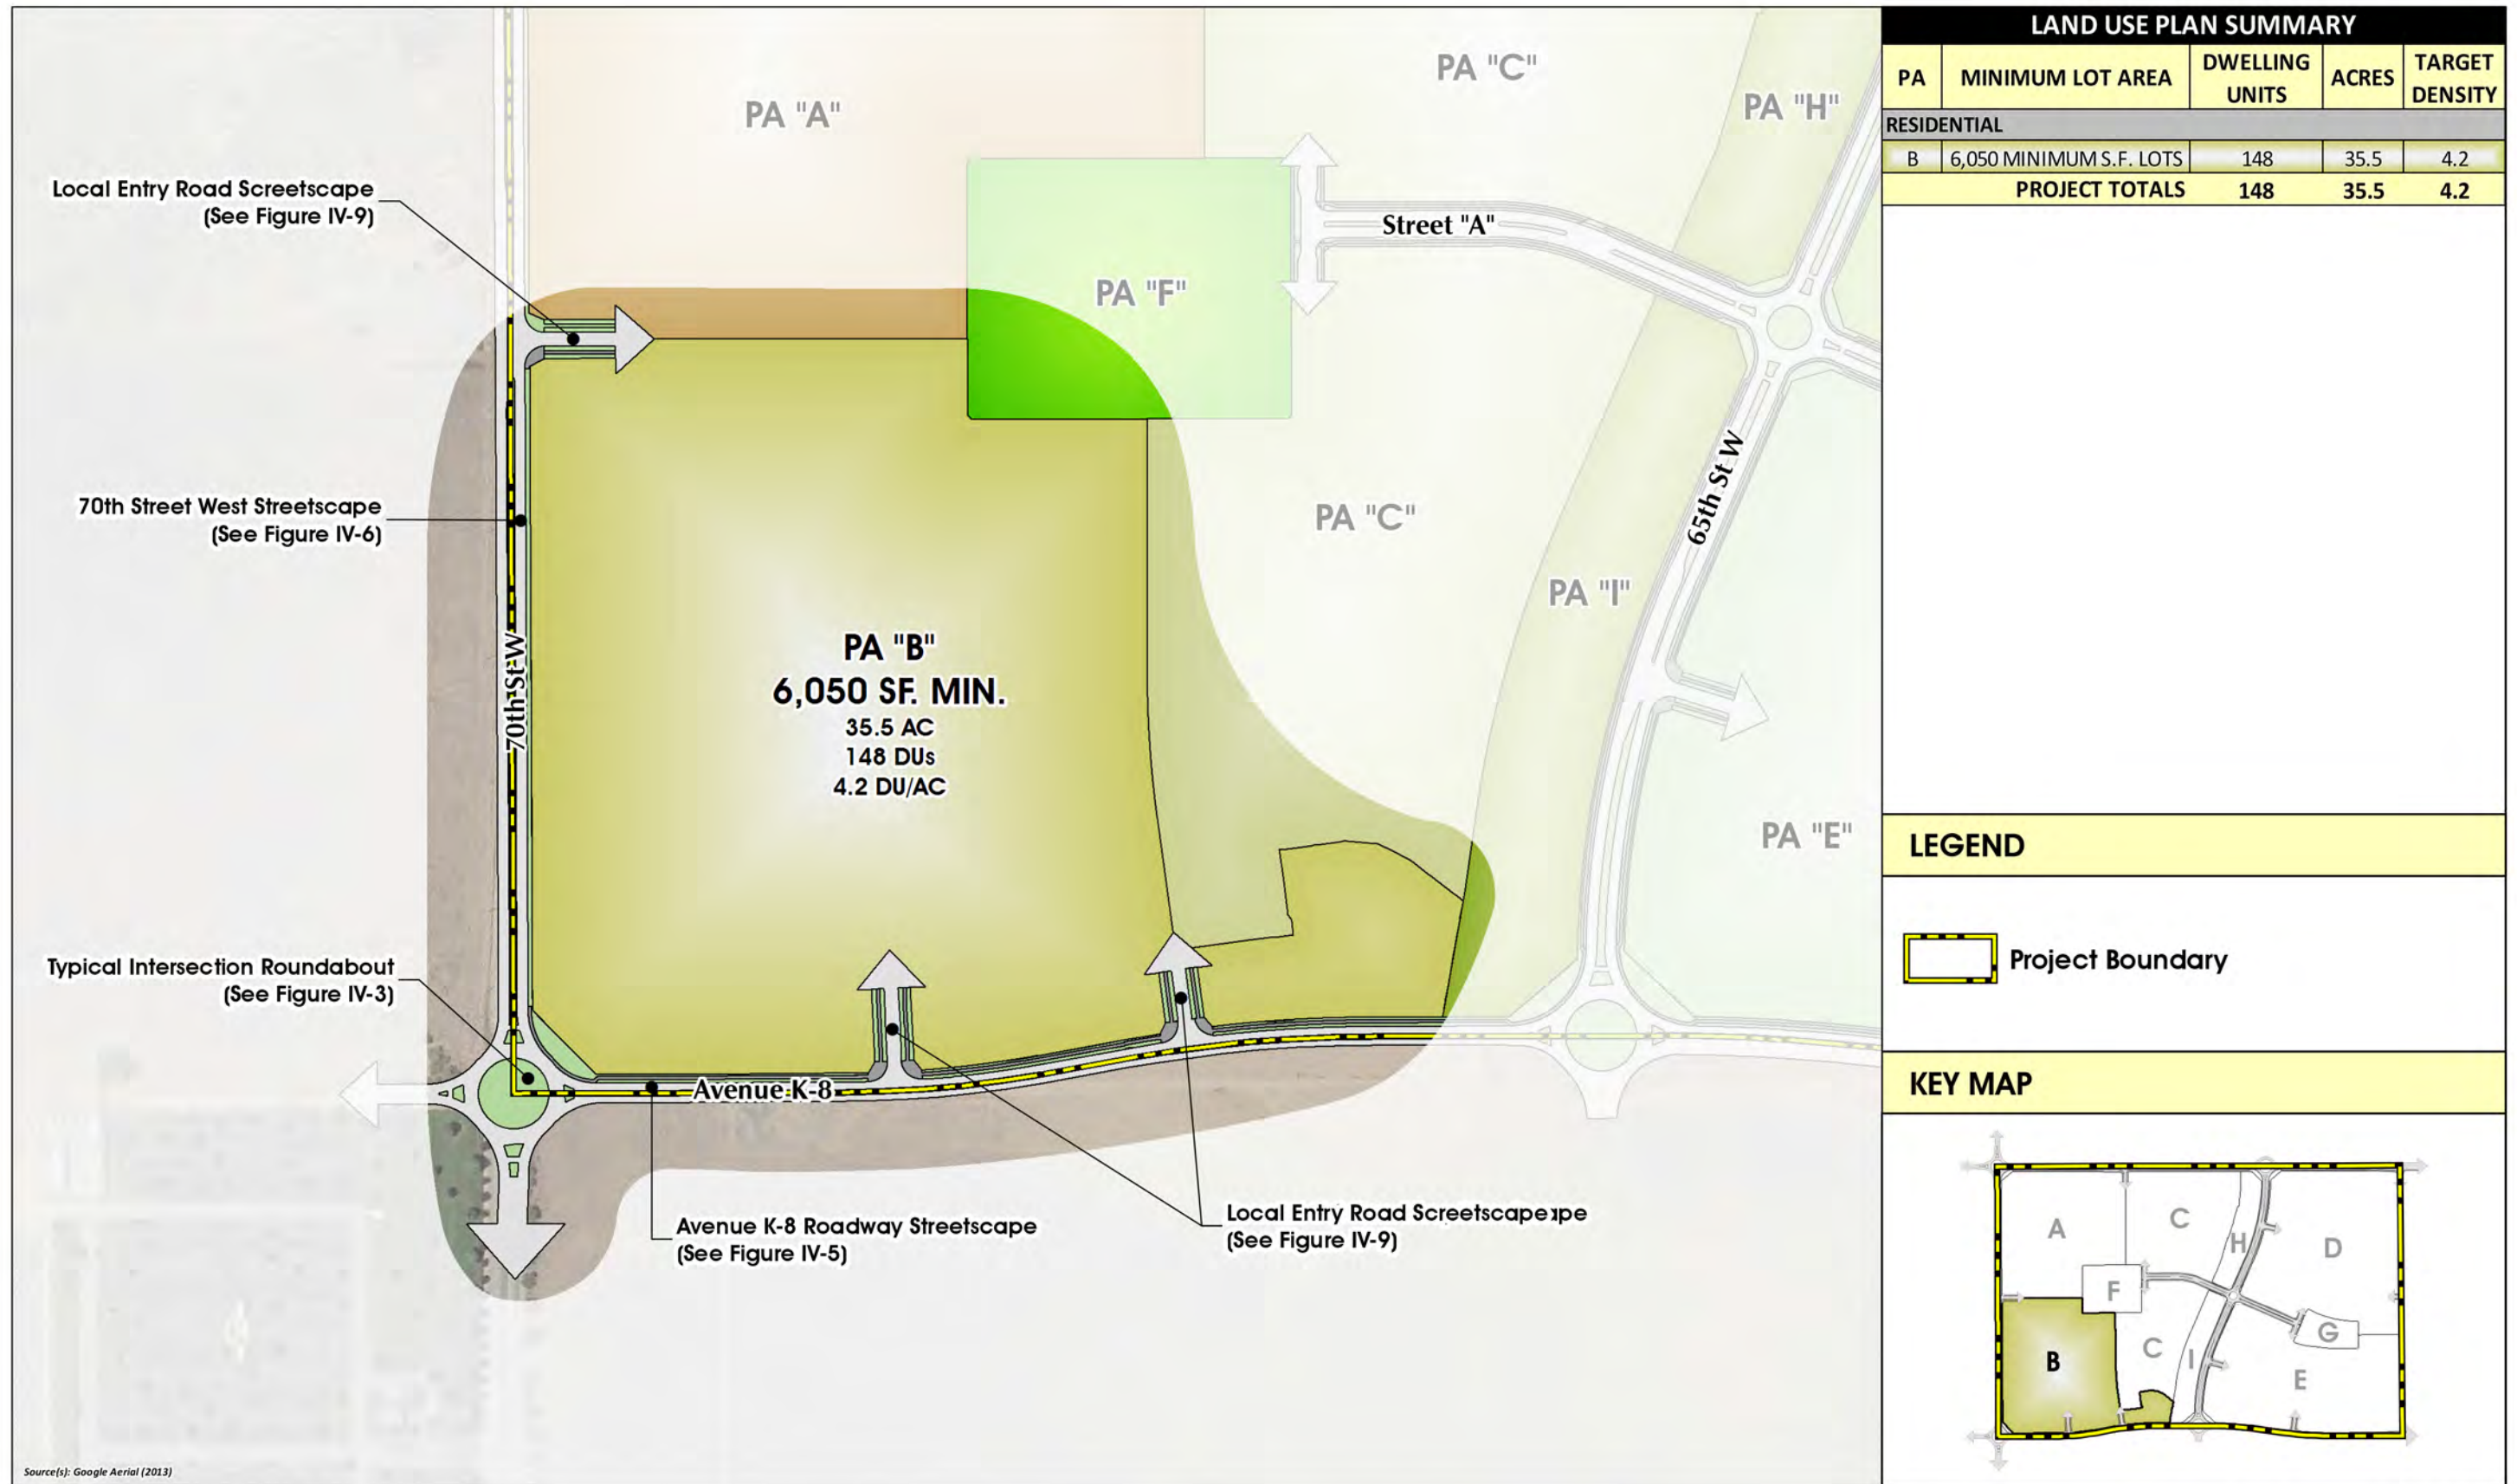 PA "A"
PA "C"
PA "H"
Local Entry Road Screetscape
(See Figure IV-9)
Street "A"
PA "F"
70th Street West Streetscape
(See Figure IV-6)
PA "C"
65th St W
PA "I"
70th St W
PA "B"
6,050 SF. MIN.
35.5 AC
148 DUs
4.2 DU/AC
PA "E"
Typical Intersection Roundabout
(See Figure IV-3)
Avenue K-8
Avenue K-8 Roadway Streetscape
(See Figure IV-5)
Local Entry Road Screetscape
(See Figure IV-9)
Source(s): Google Aerial (2013)
LAND USE PLAN SUMMARY
PA MINIMUM LOT AREA DWELLING UNITS ACRES TARGET DENSITY
RESIDENTIAL
B 6,050 MINIMUM S.F. LOTS 148 35.5 4.2
PROJECT TOTALS 148 35.5 4.2
LEGEND
Project Boundary
KEY MAP
A
C
H
D
F
G
B
C
I
E